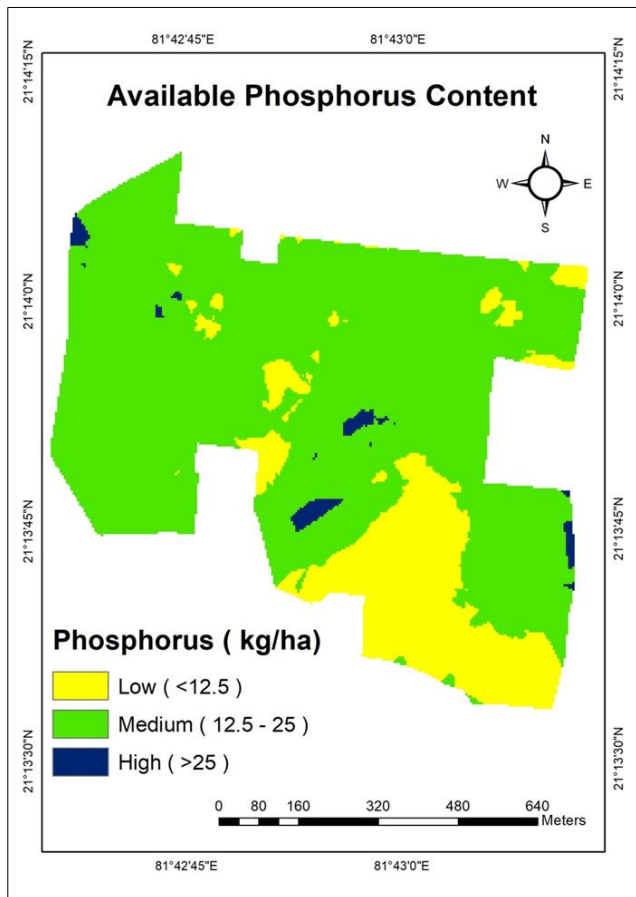 81°42'45"E 81°43'0"E
21°14'15"N 21°14'15"N
Available Phosphorus Content
N
W E
S
21°14'0"N 21°14'0"N
21°13'45"N 21°13'45"N
Phosphorus ( kg/ha)
Low ( <12.5 )
Medium ( 12.5 - 25 )
High ( >25 )
21°13'30"N 21°13'30"N
0 80 160 320 480 640
Meters
81°42'45"E 81°43'0"E